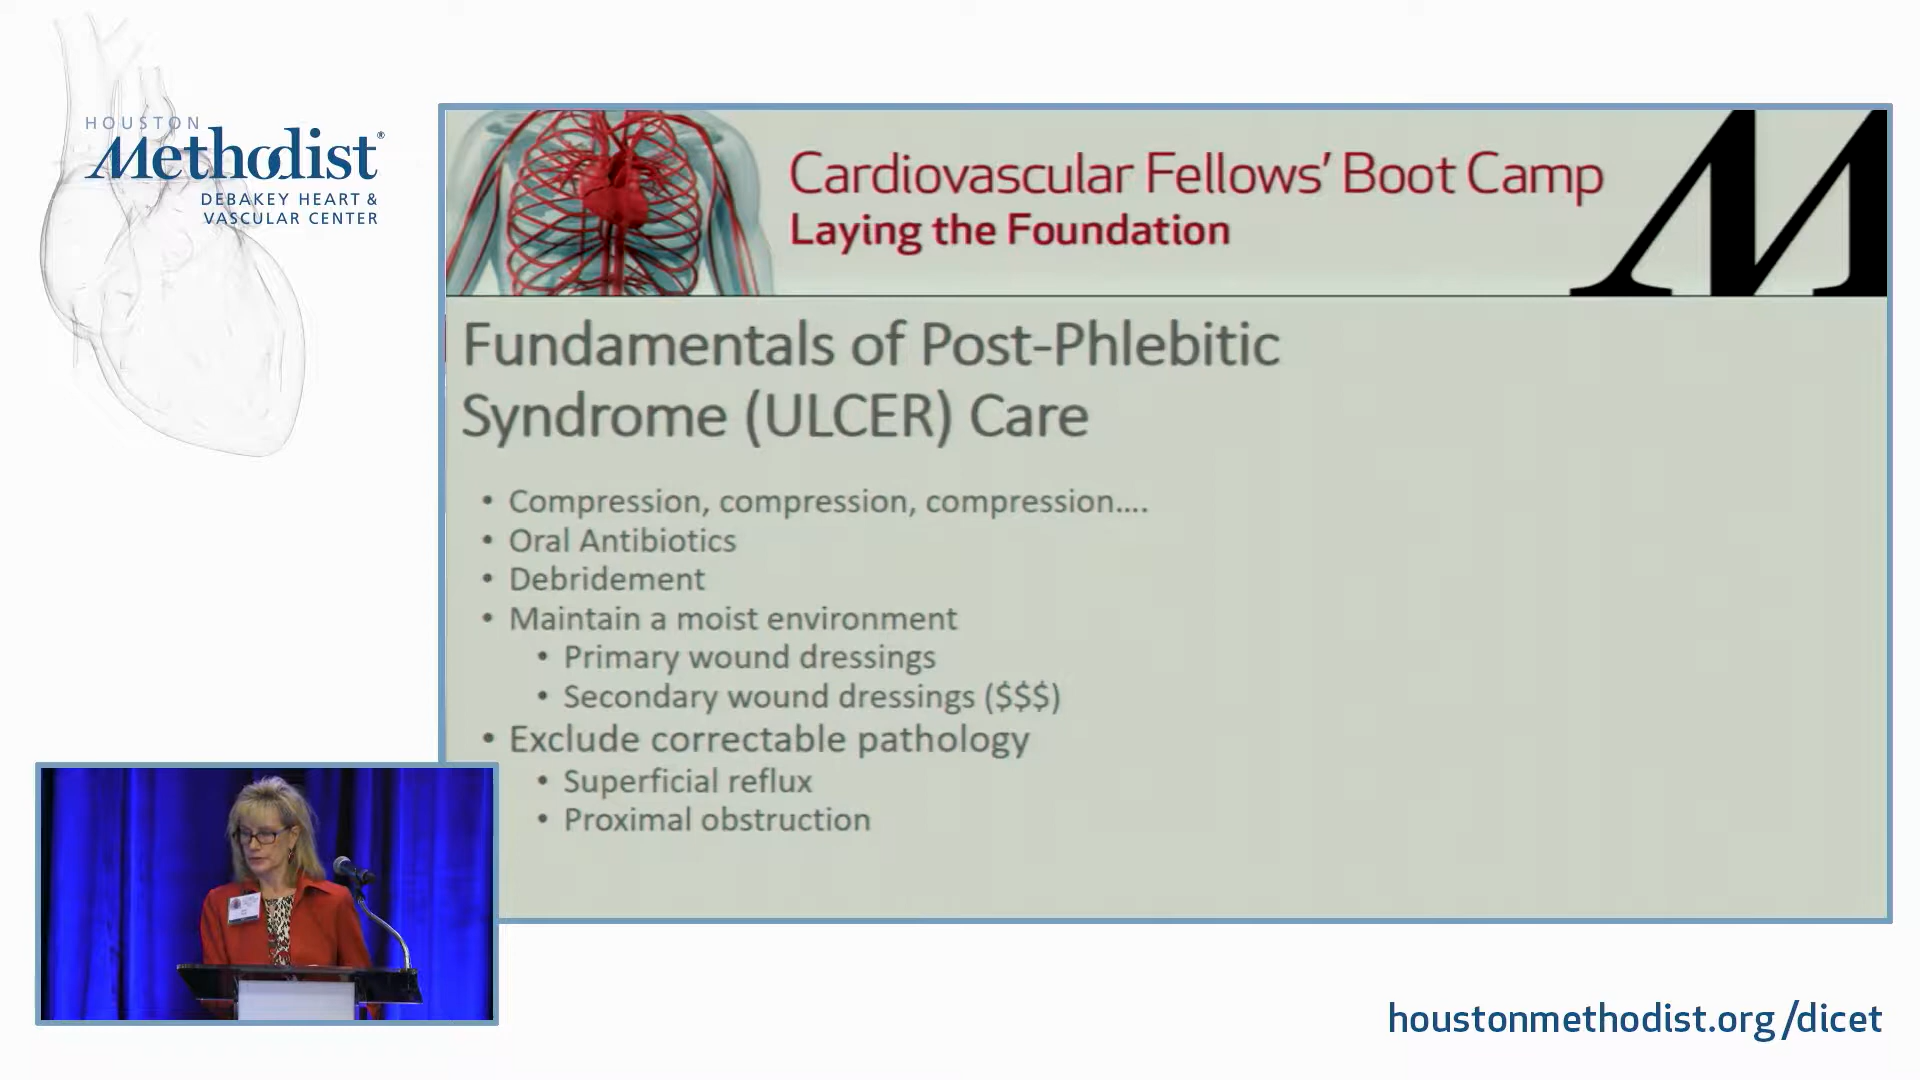 HOUSTON
Methodist®
DEBAKEY HEART &
VASCULAR CENTER
Cardiovascular Fellows’ Boot Camp
Laying the Foundation
M
Fundamentals of Post-Phlebitic
Syndrome (ULCER) Care
• Compression, compression, compression....
• Oral Antibiotics
• Debridement
• Maintain a moist environment
• Primary wound dressings
• Secondary wound dressings ($$$)
• Exclude correctable pathology
• Superficial reflux
• Proximal obstruction
houstonmethodist.org/dicet